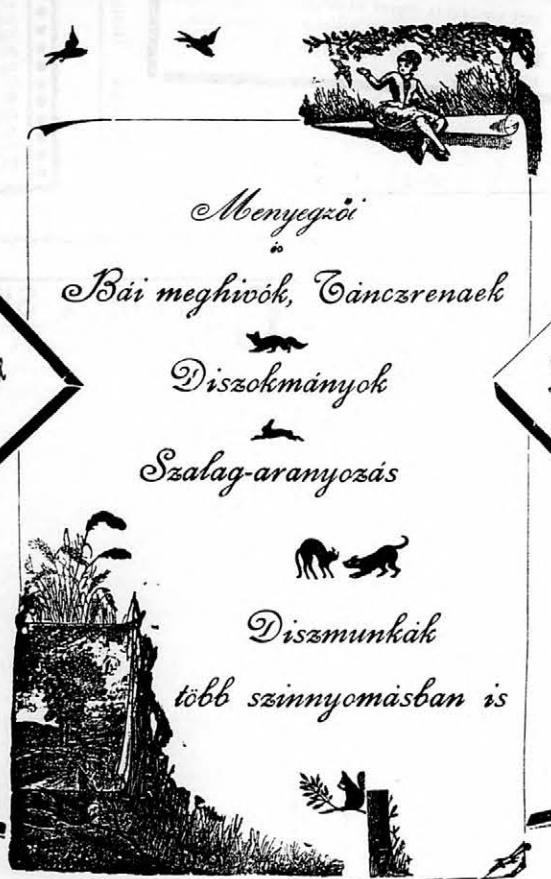 Menyegzői
és
Bái meghivók, Tánczrenaek
Diszokmányok
Szalag-aranyozás
Diszmunkák
több szinnyomásban is